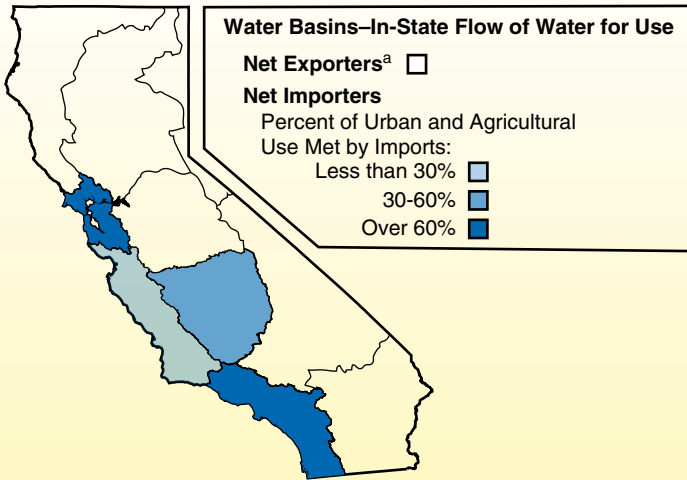 Water Basins–In-State Flow of Water for Use
Net Exportersa
Net Importers
Percent of Urban and Agricultural
Use Met by Imports:
Less than 30%
30-60%
Over 60%